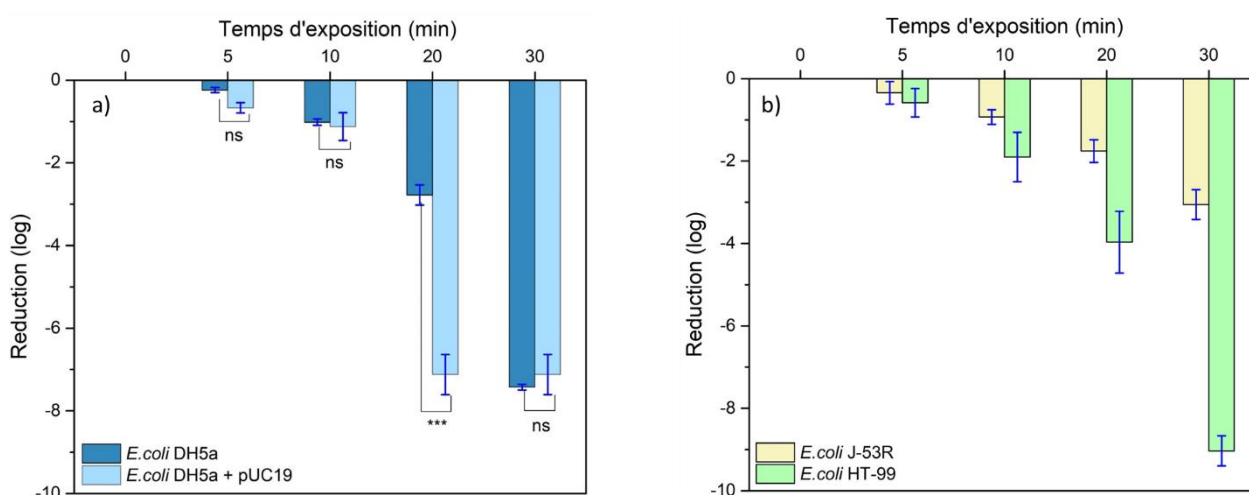 Temps d'exposition (min)
0 5 10 20 30
0
-2
-4
-6
-8
-10
Reduction (log)
a)
ns
ns
***
ns
E.coli DH5a
E.coli DH5a + pUC19
Temps d'exposition (min)
0 5 10 20 30
0
-2
-4
-6
-8
-10
Reduction (log)
b)
E.coli J-53R
E.coli HT-99